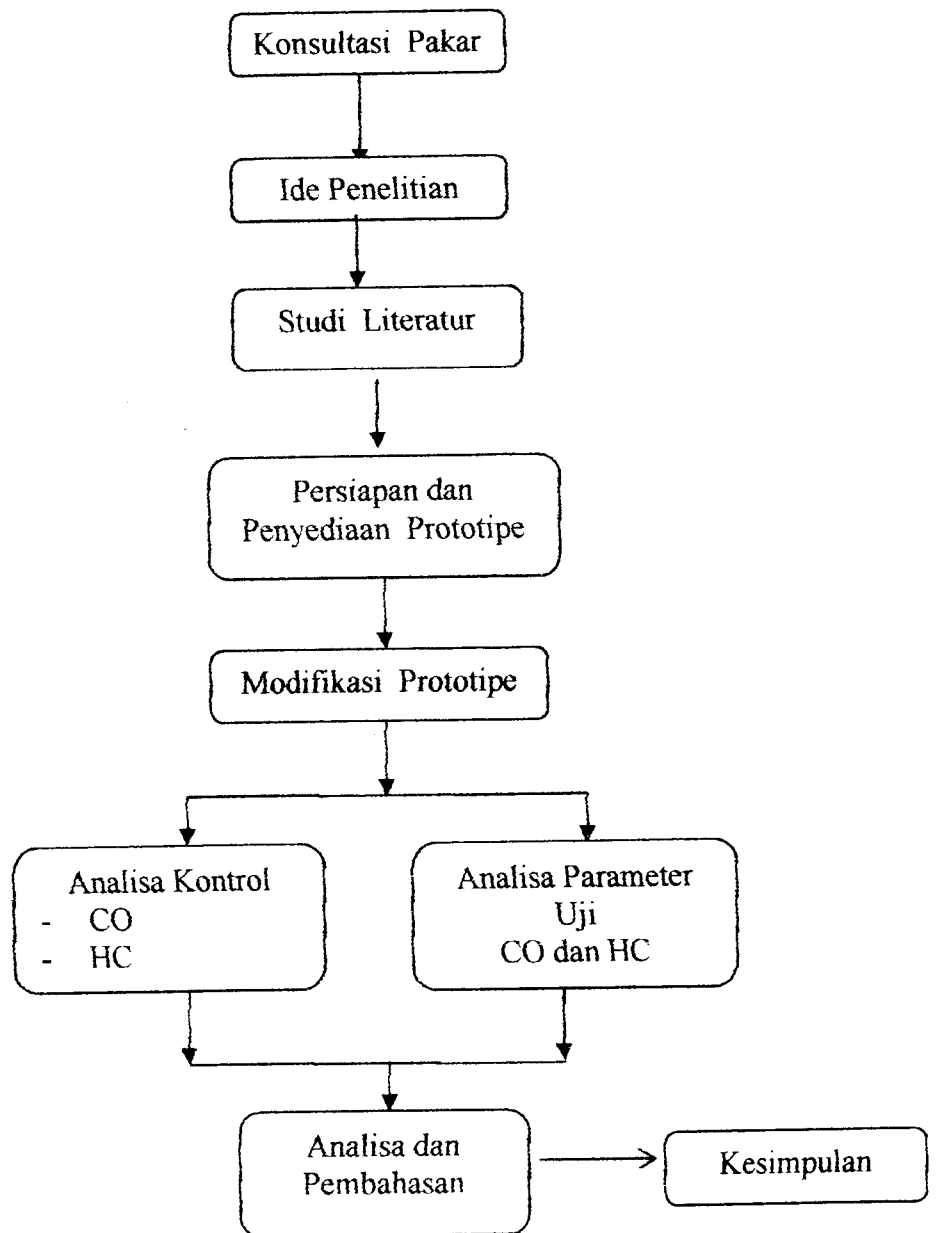 Konsultasi Pakar
Ide Penelitian
Studi Literatur
Persiapan dan
Penyediaan Prototipe
Modifikasi Prototipe
Analisa Kontrol
- CO
- HC
Analisa Parameter
Uji
CO dan HC
Analisa dan
Pembahasan
Kesimpulan